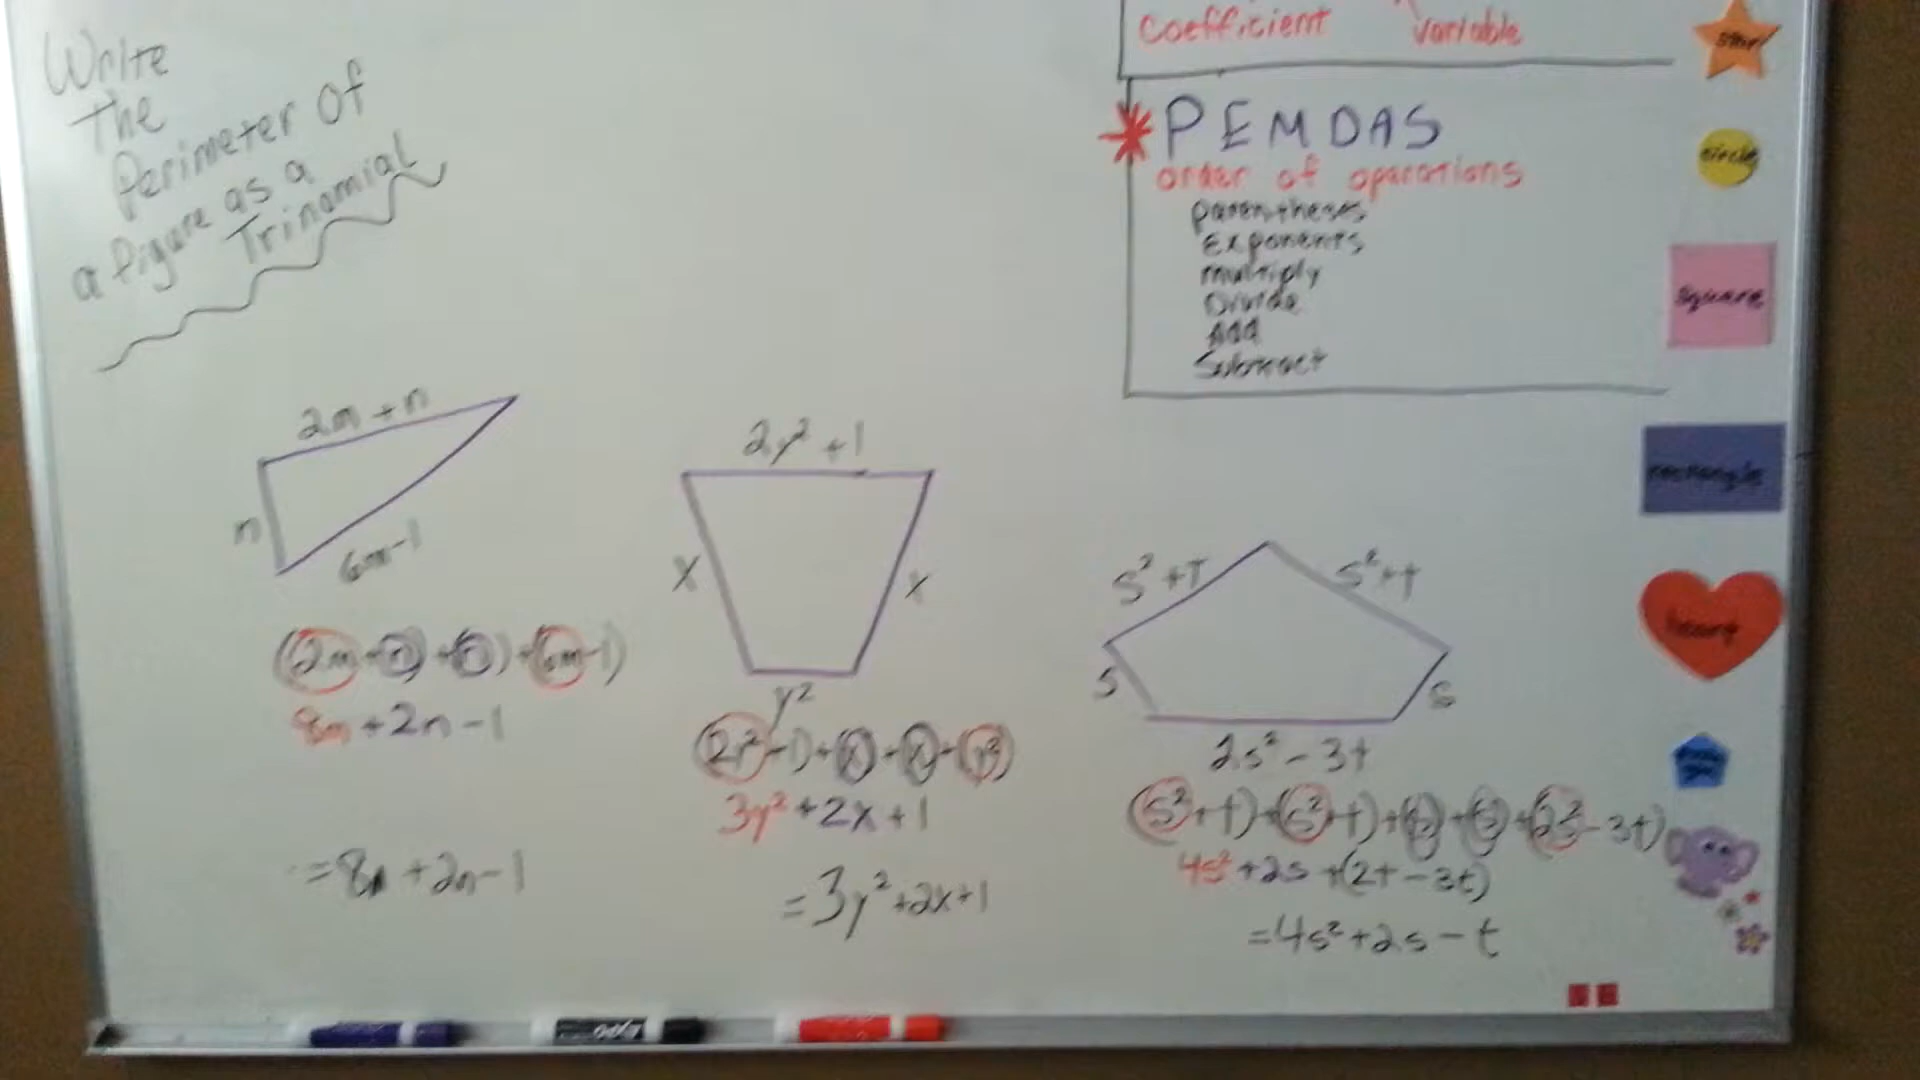 Write
the
Perimeter of
a figure as a
Trinomial
coefficient variable
PEMDAS
order of operations
parentheses
Exponents
multiply
Divide
Add
Subtract
star
circle
square
rectangle
heart
2m + n
n
6m-1
(2m+n)+(n)+(6m-1)
8m+2n-1
=8m+2n-1
2y²+1
x
x
y²
(2y²+1)+(x)+(x)+(y²)
3y²+2x+1
=3y²+2x+1
s²+T
s²+t
s
s
2s²-3t
(s²+t)+(s²+t)+(s)+(s)+(2s²-3t)
4s²+2s+(2t-3t)
=4s²+2s-t
expo